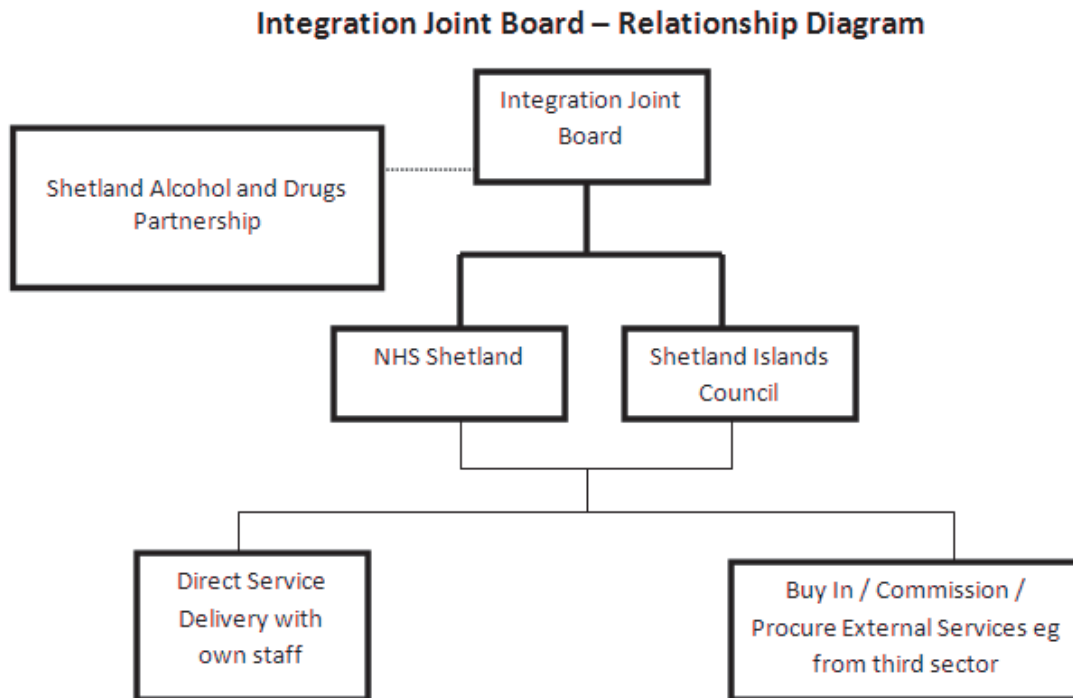 Integration Joint Board – Relationship Diagram
Integration Joint
Board
Shetland Alcohol and Drugs
Partnership
NHS Shetland
Shetland Islands
Council
Direct Service
Delivery with
own staff
Buy In / Commission /
Procure External Services eg
from third sector